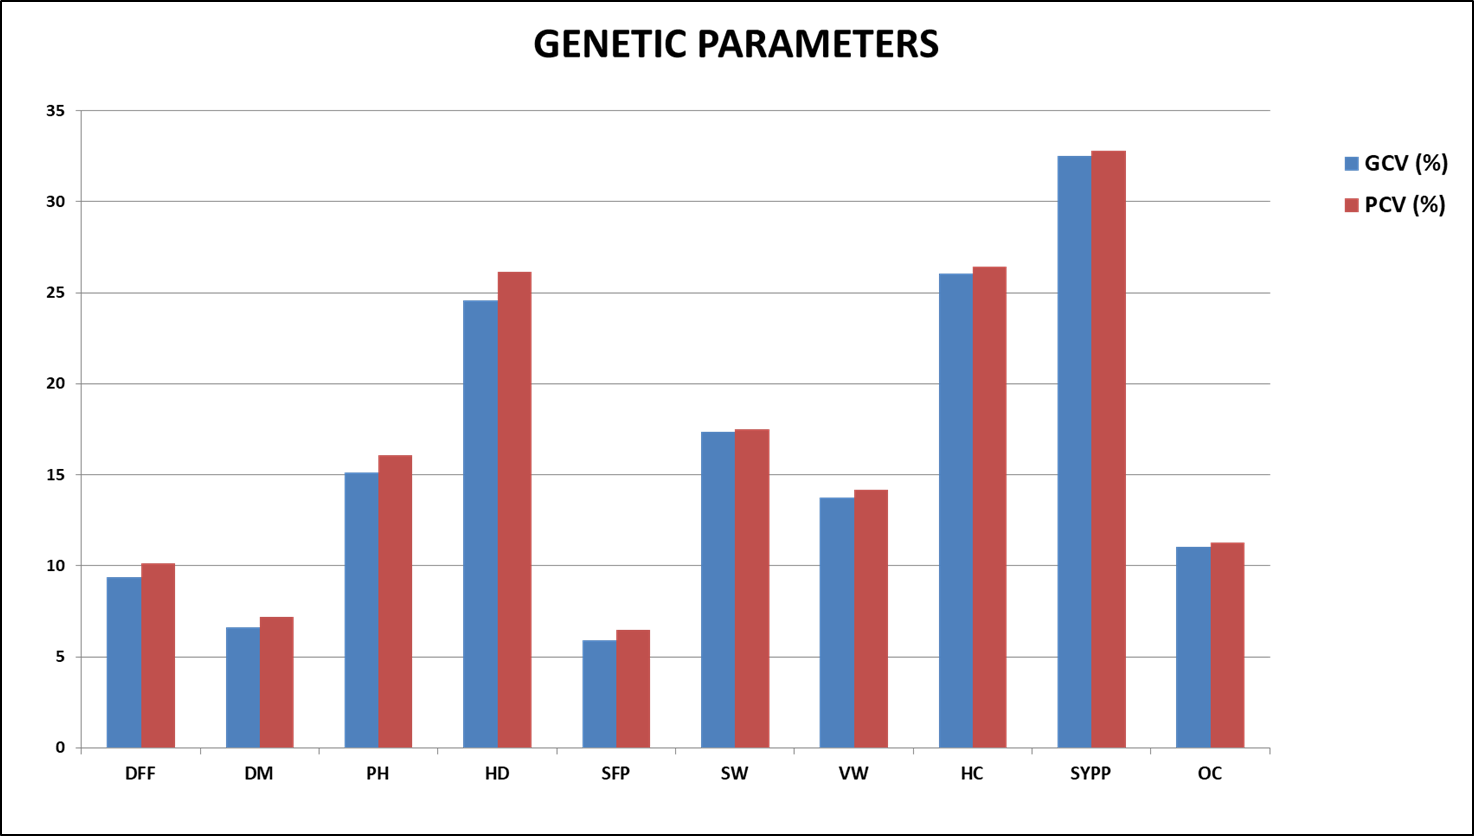 GENETIC PARAMETERS
35
30
25
20
15
10
5
0
DFF DM PH HD SFP SW VW HC SYPP OC
GCV (%)
PCV (%)